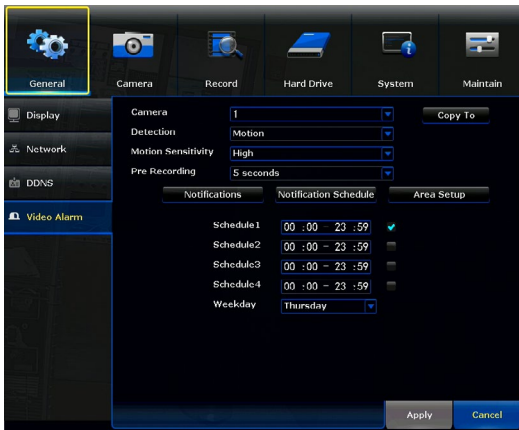 General Camera Record Hard Drive System Maintain
Display
Network
DDNS
Video Alarm
Camera 1 Copy To
Detection Motion
Motion Sensitivity High
Pre Recording 5 seconds
Notifications Notification Schedule Area Setup
Schedule1 00 :00 - 23 :59
Schedule2 00 :00 - 23 :59
Schedule3 00 :00 - 23 :59
Schedule4 00 :00 - 23 :59
Weekday Thursday
Apply Cancel